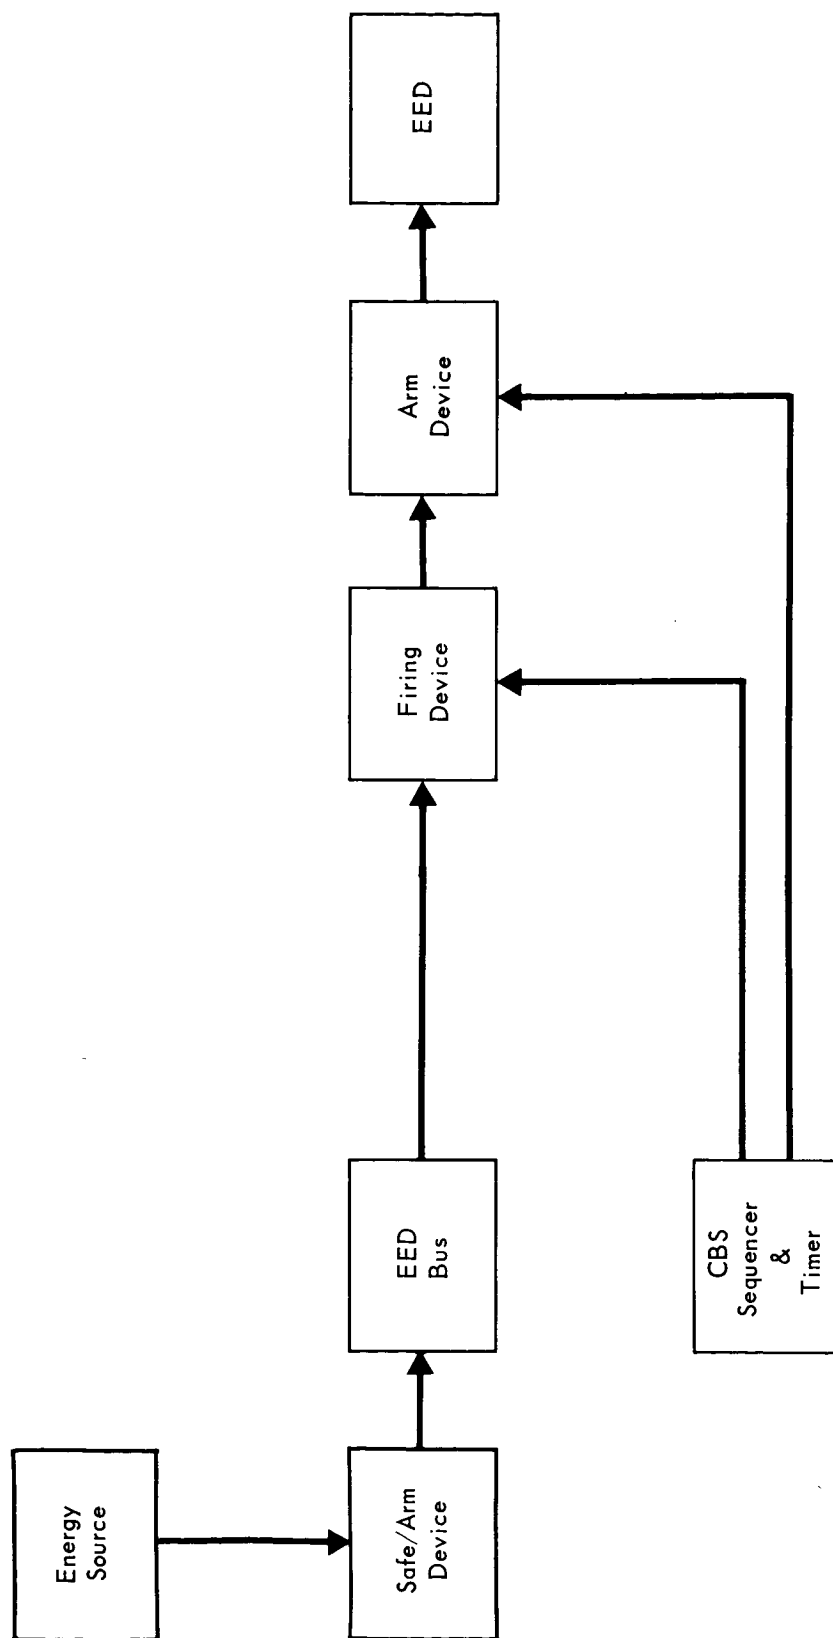 Energy
Source
Safe/Arm
Device
EED
Bus
Firing
Device
Arm
Device
EED
CBS
Sequencer
&
Timer